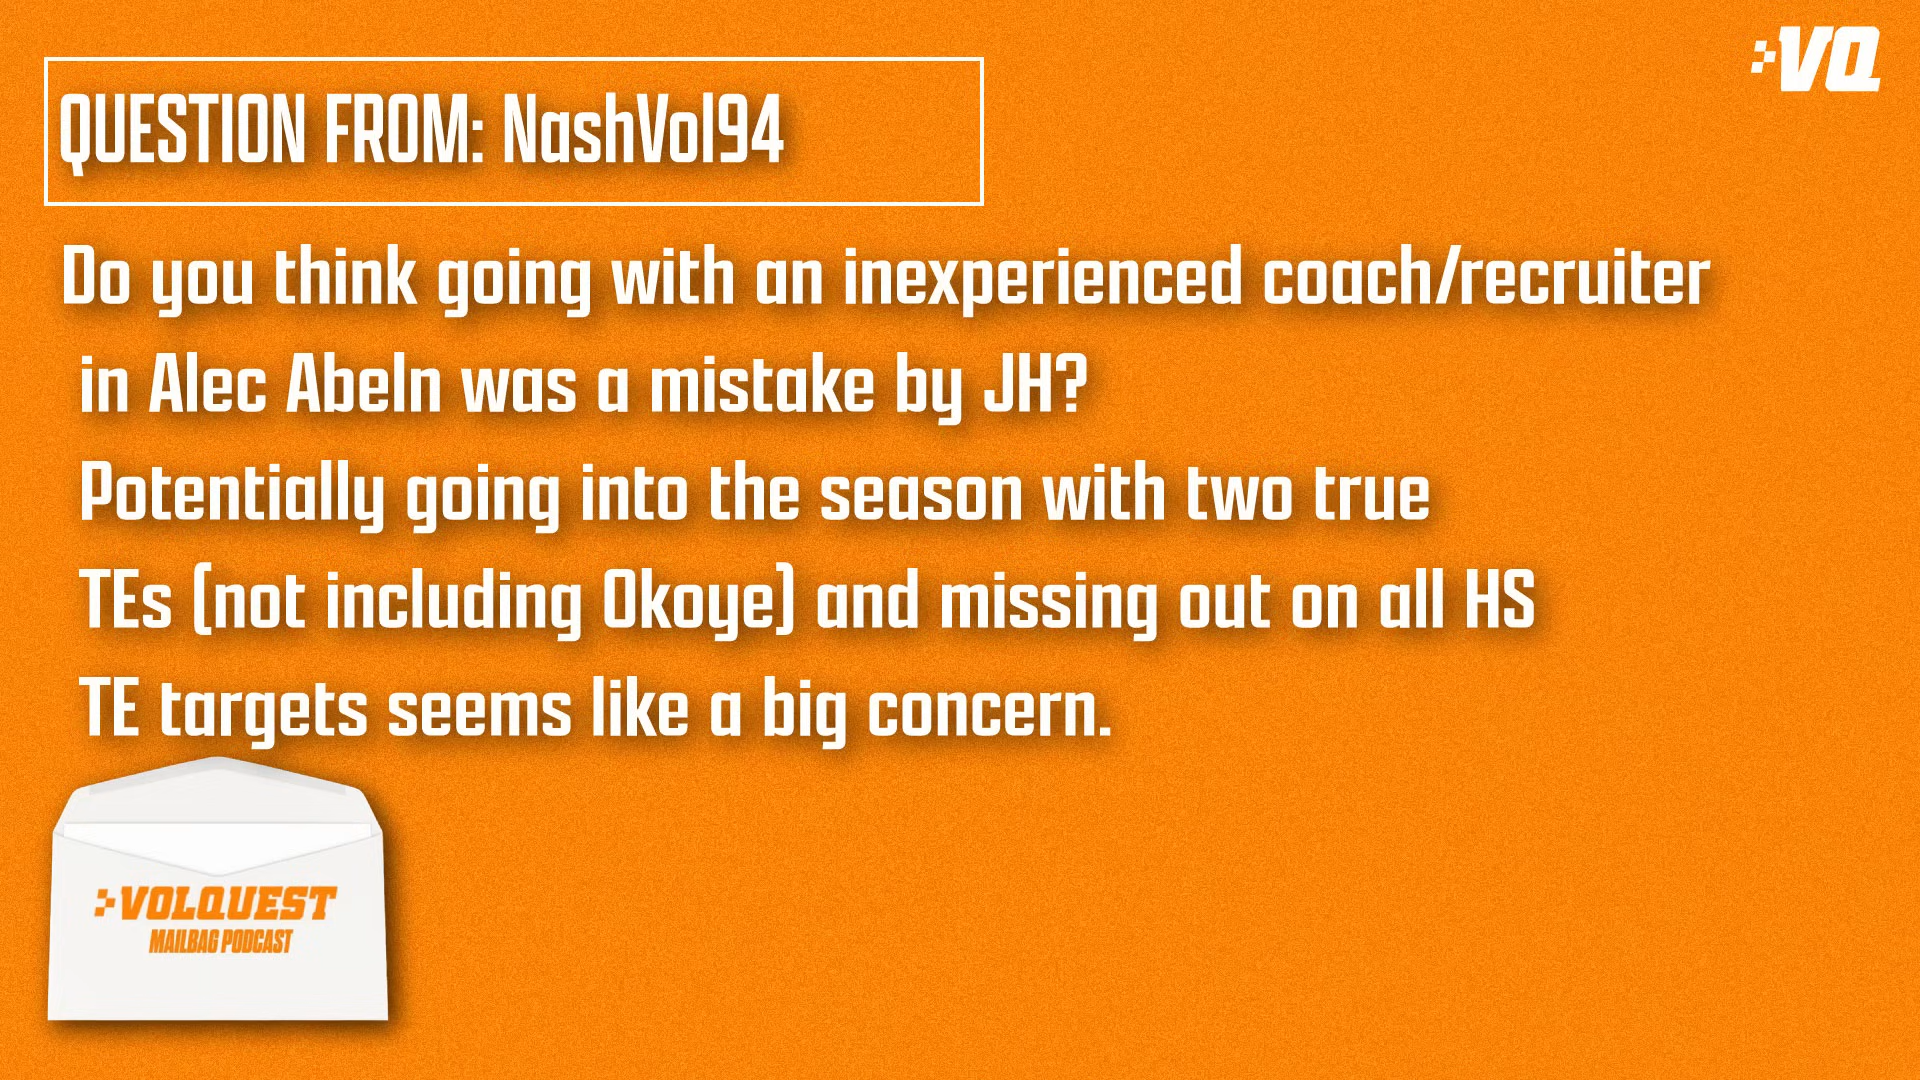 VQ
QUESTION FROM: NashVol94
Do you think going with an inexperienced coach/recruiter
in Alec Abeln was a mistake by JH?
Potentially going into the season with two true
TEs (not including Okoye) and missing out on all HS
TE targets seems like a big concern.
VOLQUEST
MAILBAG PODCAST